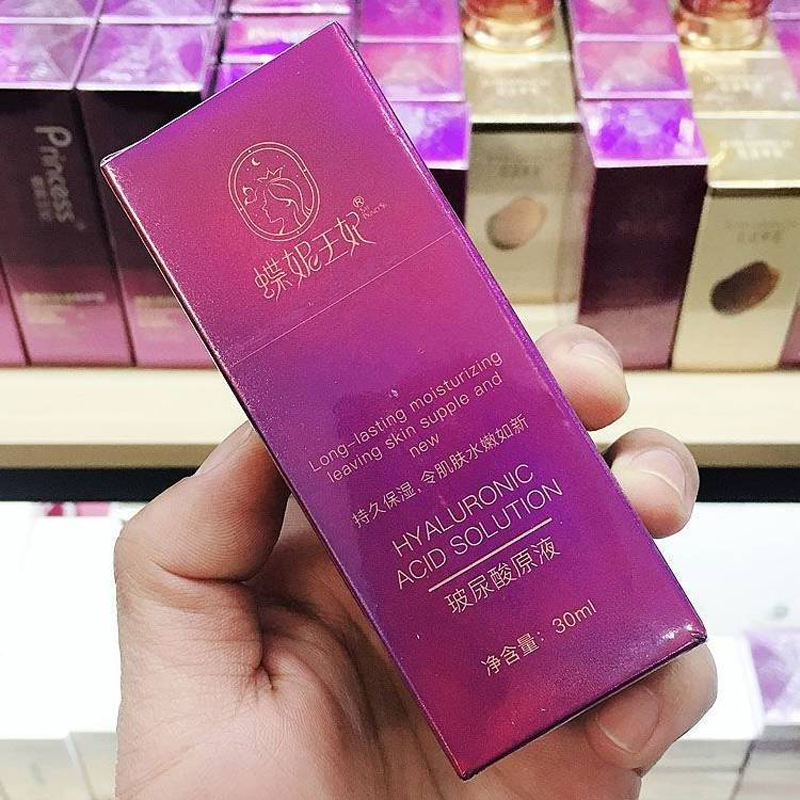 Princess
®
蝶妮王妃
Long-lasting moisturizing
leaving skin supple and
new
持久保湿,令肌肤水嫩如新
HYALURONIC
ACID SOLUTION
玻尿酸原液
净含量：30ml